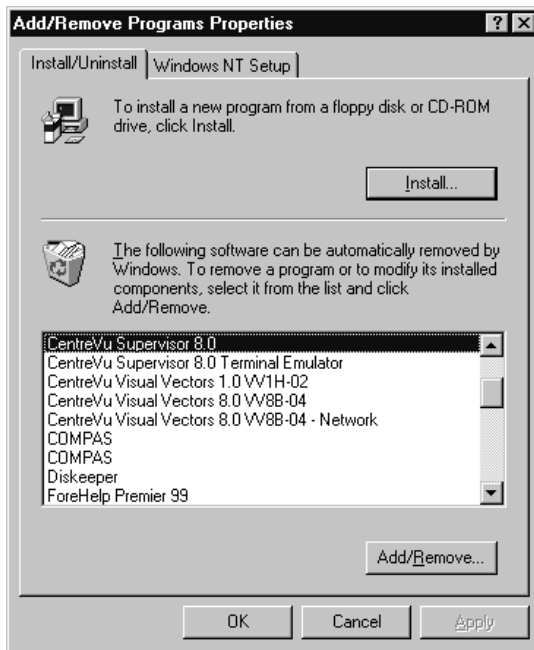 Add/Remove Programs Properties
Install/Uninstall
Windows NT Setup
To install a new program from a floppy disk or CD-ROM
drive, click Install.
Install...
The following software can be automatically removed by
Windows. To remove a program or to modify its installed
components, select it from the list and click
Add/Remove.
CentreVu Supervisor 8.0
CentreVu Supervisor 8.0 Terminal Emulator
CentreVu Visual Vectors 1.0 VV1H-02
CentreVu Visual Vectors 8.0 VV8B-04
CentreVu Visual Vectors 8.0 VV8B-04 - Network
COMPAS
COMPAS
Diskeeper
ForeHelp Premier 99
Add/Remove...
OK
Cancel
Apply